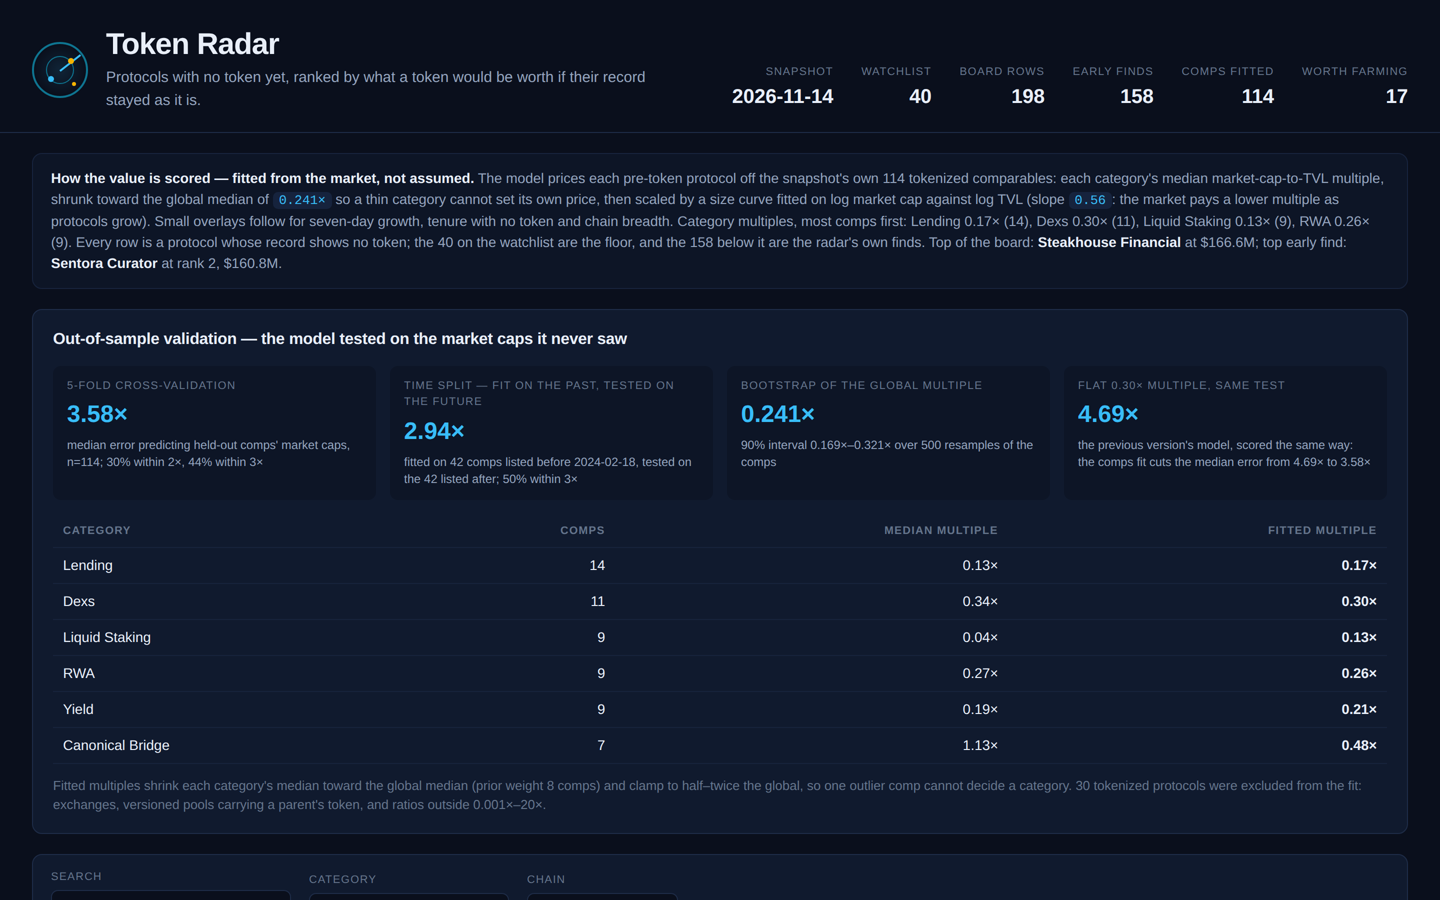 Token Radar
Protocols with no token yet, ranked by what a token would be worth if their record
stayed as it is.
SNAPSHOT
2026-11-14
WATCHLIST
40
BOARD ROWS
198
EARLY FINDS
158
COMPS FITTED
114
WORTH FARMING
17
How the value is scored — fitted from the market, not assumed. The model prices each pre-token protocol off the snapshot's own 114 tokenized comparables: each category's median market-cap-to-TVL multiple,
shrunk toward the global median of 0.241× so a thin category cannot set its own price, then scaled by a size curve fitted on log market cap against log TVL (slope 0.56: the market pays a lower multiple as
protocols grow). Small overlays follow for seven-day growth, tenure with no token and chain breadth. Category multiples, most comps first: Lending 0.17× (14), Dexs 0.30× (11), Liquid Staking 0.13× (9), RWA 0.26×
(9). Every row is a protocol whose record shows no token; the 40 on the watchlist are the floor, and the 158 below it are the radar's own finds. Top of the board: Steakhouse Financial at $166.6M; top early find:
Sentora Curator at rank 2, $160.8M.
Out-of-sample validation — the model tested on the market caps it never saw
5-FOLD CROSS-VALIDATION
3.58×
median error predicting held-out comps' market caps,
n=114; 30% within 2×, 44% within 3×
TIME SPLIT — FIT ON THE PAST, TESTED ON
THE FUTURE
2.94×
fitted on 42 comps listed before 2024-02-18, tested on
the 42 listed after; 50% within 3×
BOOTSTRAP OF THE GLOBAL MULTIPLE
0.241×
90% interval 0.169×–0.321× over 500 resamples of the
comps
FLAT 0.30× MULTIPLE, SAME TEST
4.69×
the previous version's model, scored the same way:
the comps fit cuts the median error from 4.69× to 3.58×
CATEGORY COMPS MEDIAN MULTIPLE FITTED MULTIPLE
Lending 14 0.13× 0.17×
Dexs 11 0.34× 0.30×
Liquid Staking 9 0.04× 0.13×
RWA 9 0.27× 0.26×
Yield 9 0.19× 0.21×
Canonical Bridge 7 1.13× 0.48×
Fitted multiples shrink each category's median toward the global median (prior weight 8 comps) and clamp to half–twice the global, so one outlier comp cannot decide a category. 30 tokenized protocols were excluded from the fit:
exchanges, versioned pools carrying a parent's token, and ratios outside 0.001×–20×.
SEARCH
CATEGORY
CHAIN